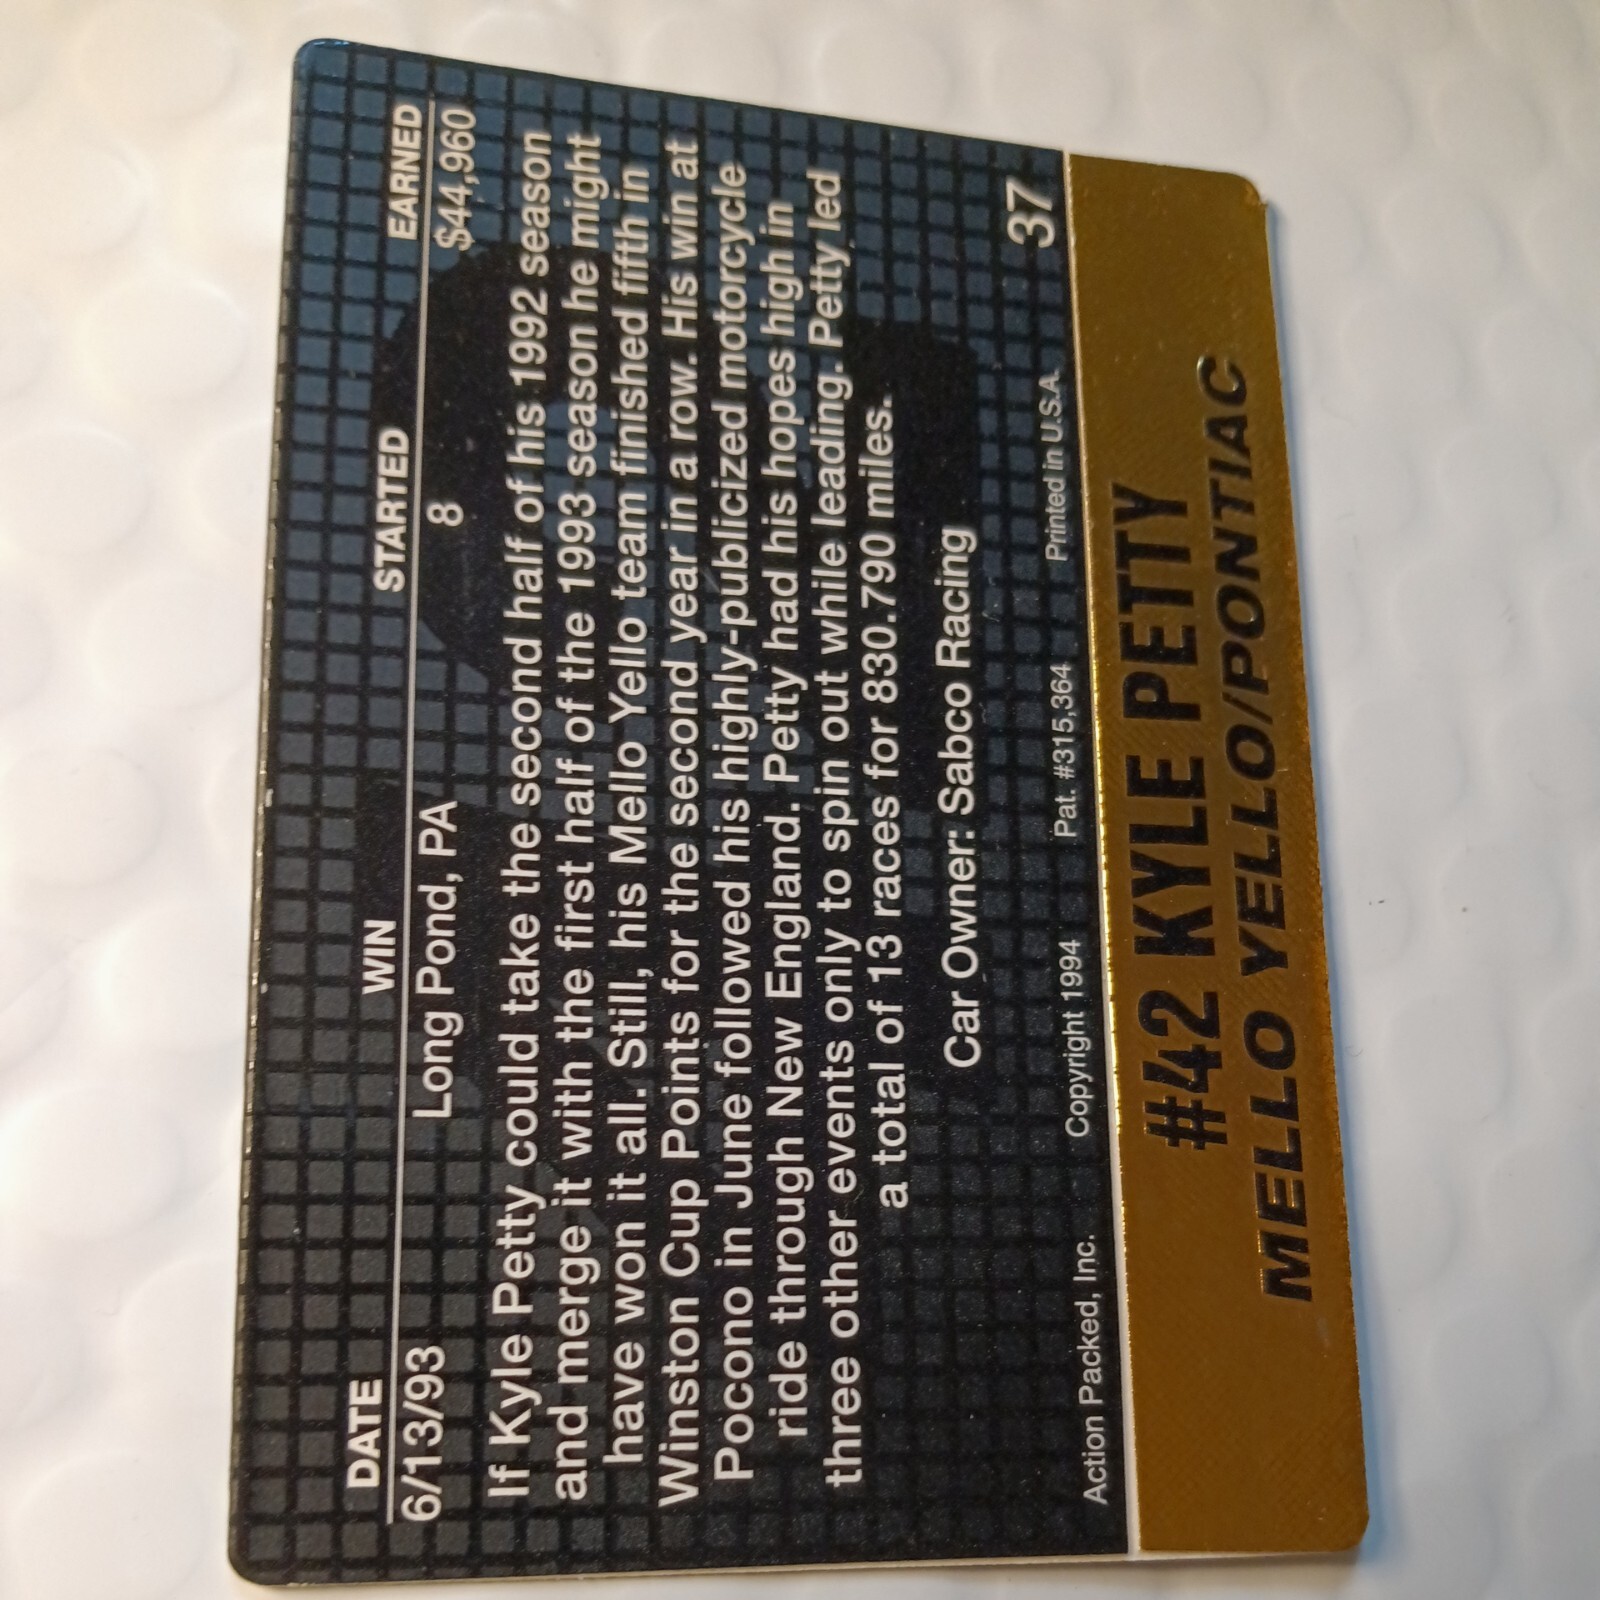 DATE WIN STARTED EARNED
6/13/93 Long Pond, PA 8 $44,960
If Kyle Petty could take the second half of his 1992 season
and merge it with the first half of the 1993 season he might
have won it all. Still, his Mello Yello team finished fifth in
Winston Cup Points for the second year in a row. His win at
Pocono in June followed his highly-publicized motorcycle
ride through New England. Petty had his hopes high in
three other events only to spin out while leading. Petty led
a total of 13 races for 830.790 miles.
Car Owner: Sabco Racing
37
Action Packed, Inc. Copyright 1994 Pat. #315,364 Printed in U.S.A.
#42 KYLE PETTY
MELLO YELLO/PONTIAC